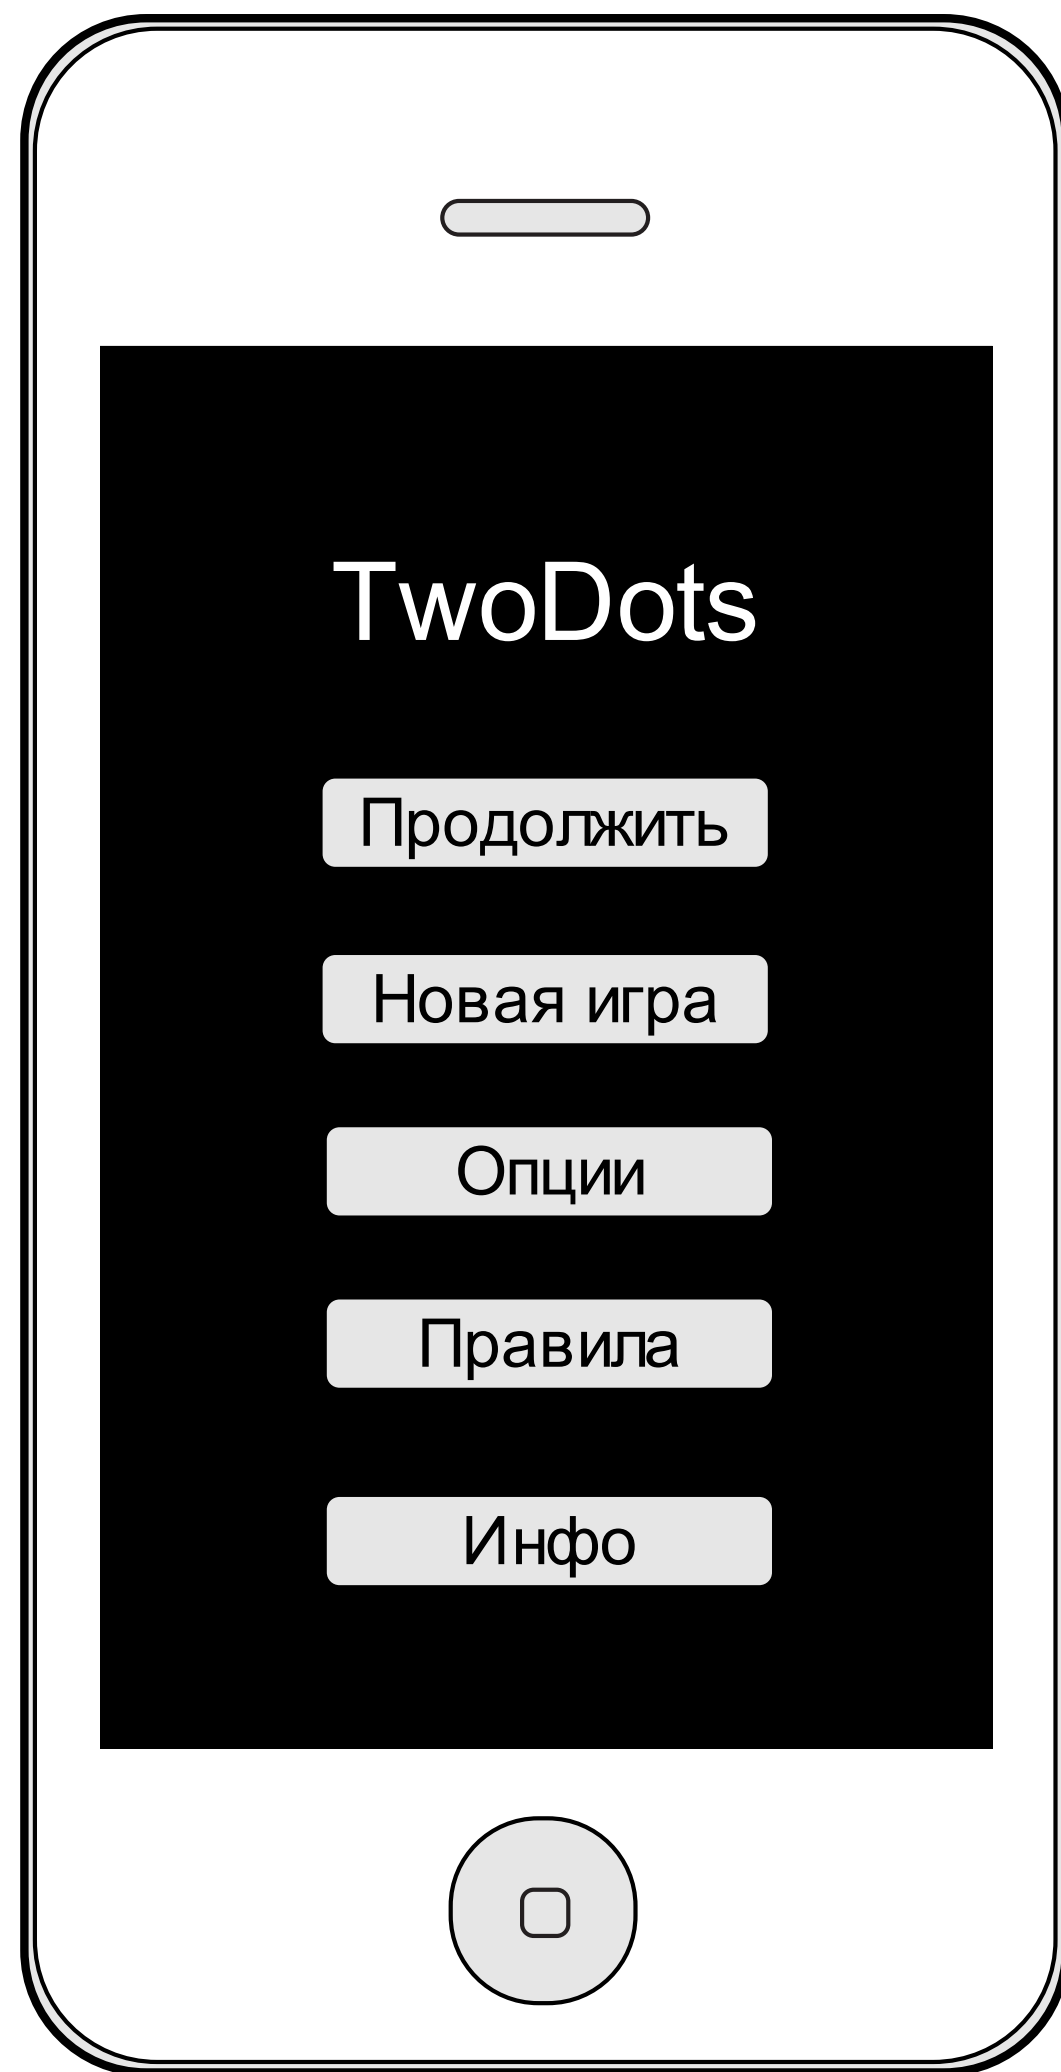 TwoDots
Продолжить
Новая игра
Опции
Правила
Инфо